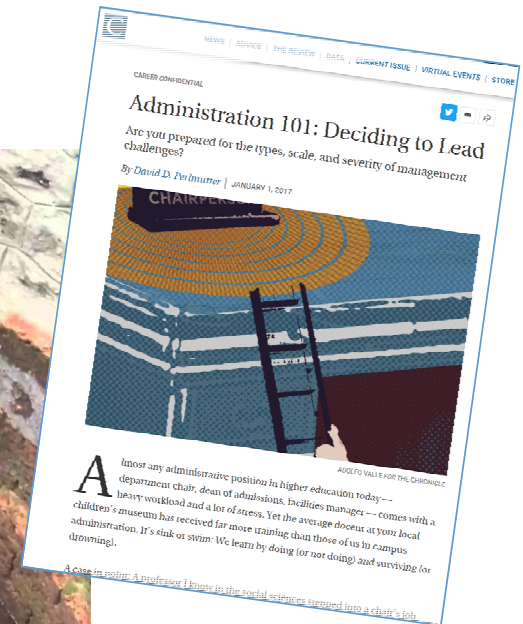 NEWS | ADVICE | THE REVIEW | DATA | CURRENT ISSUE | VIRTUAL EVENTS | STORE
CAREER CONFIDENTIAL
Administration 101: Deciding to Lead
Are you prepared for the types, scale, and severity of management
challenges?
By David D. Perlmutter | JANUARY 1, 2017
CHAIRPERSON
ADOLFO VALLE FOR THE CHRONICLE
Almost any administrative position in higher education today —
department chair, dean of admissions, facilities manager — comes with a
heavy workload and a lot of stress. Yet the average docent at your local
children's museum has received far more training than those of us in campus
administration. It's sink or swim: We learn by doing (or not doing) and surviving (or
drowning).
A case in point: A professor I know in the social sciences stepped into a chair's job